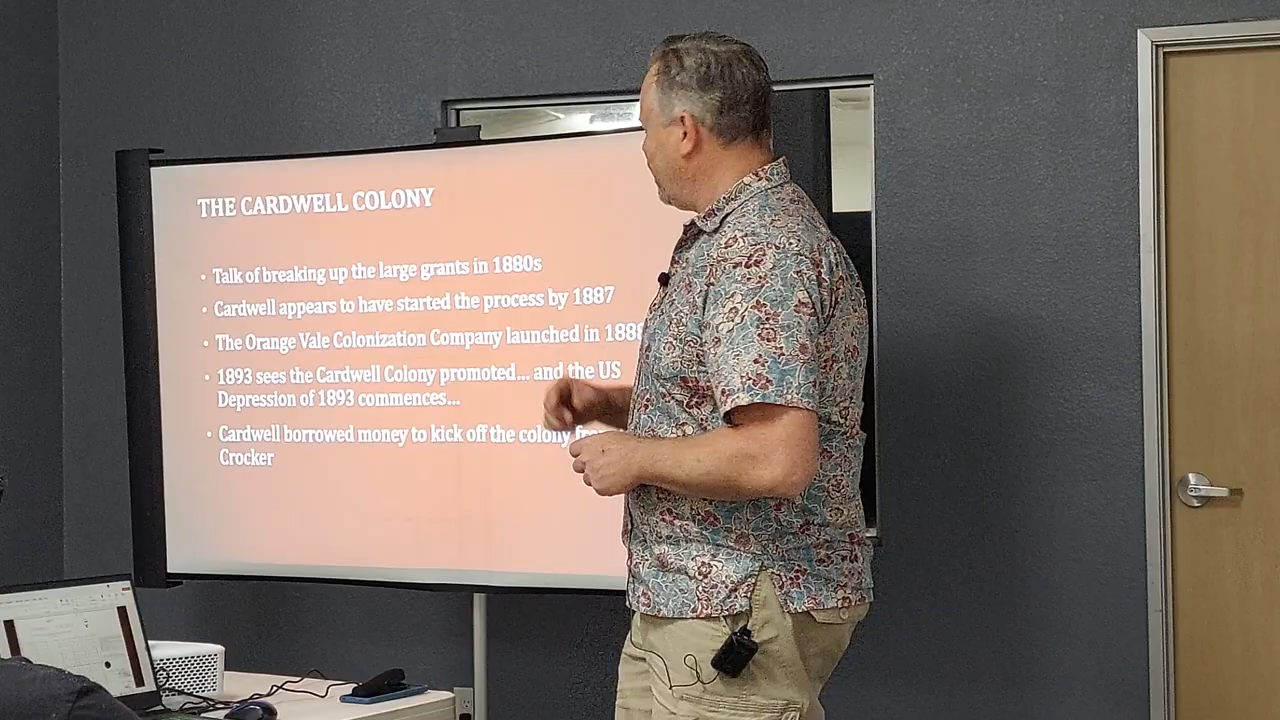 THE CARDWELL COLONY
• Talk of breaking up the large grants in 1880s
• Cardwell appears to have started the process by 1887
• The Orange Vale Colonization Company launched in 188
• 1893 sees the Cardwell Colony promoted... and the US
Depression of 1893 commences...
• Cardwell borrowed money to kick off the colony
Crocker